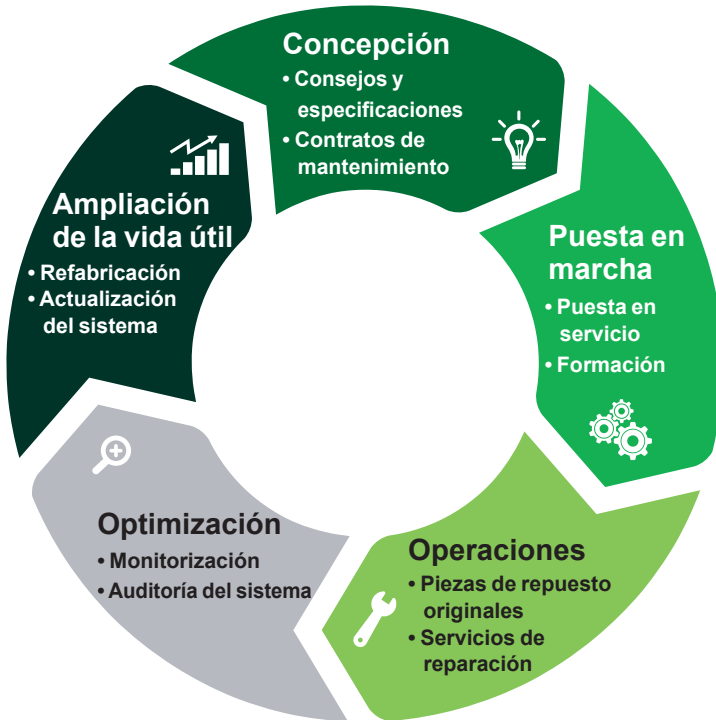 Concepción
• Consejos y
especificaciones
• Contratos de
mantenimiento
Puesta en
marcha
• Puesta en
servicio
• Formación
Operaciones
• Piezas de repuesto
originales
• Servicios de
reparación
Optimización
• Monitorización
• Auditoría del sistema
Ampliación
de la vida útil
• Refabricación
• Actualización
del sistema